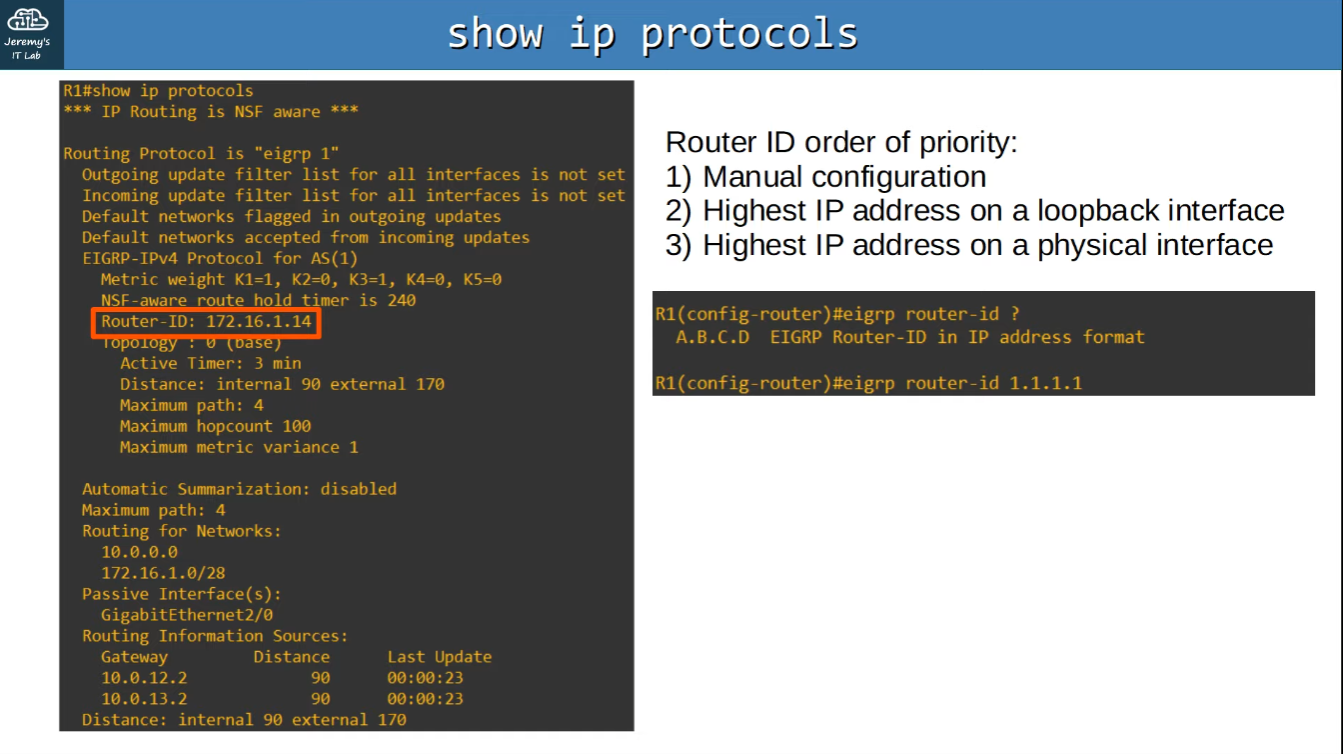 Jeremy's
IT Lab
show ip protocols
R1#show ip protocols
*** IP Routing is NSF aware ***
Routing Protocol is "eigrp 1"
Outgoing update filter list for all interfaces is not set
Incoming update filter list for all interfaces is not set
Default networks flagged in outgoing updates
Default networks accepted from incoming updates
EIGRP-IPv4 Protocol for AS(1)
Metric weight K1=1, K2=0, K3=1, K4=0, K5=0
NSF-aware route hold timer is 240
Router-ID: 172.16.1.14
Topology : 0 (base)
Active Timer: 3 min
Distance: internal 90 external 170
Maximum path: 4
Maximum hopcount 100
Maximum metric variance 1
Automatic Summarization: disabled
Maximum path: 4
Routing for Networks:
10.0.0.0
172.16.1.0/28
Passive Interface(s):
GigabitEthernet2/0
Routing Information Sources:
Gateway Distance Last Update
10.0.12.2 90 00:00:23
10.0.13.2 90 00:00:23
Distance: internal 90 external 170
Router ID order of priority:
1) Manual configuration
2) Highest IP address on a loopback interface
3) Highest IP address on a physical interface
R1(config-router)#eigrp router-id ?
A.B.C.D EIGRP Router-ID in IP address format
R1(config-router)#eigrp router-id 1.1.1.1